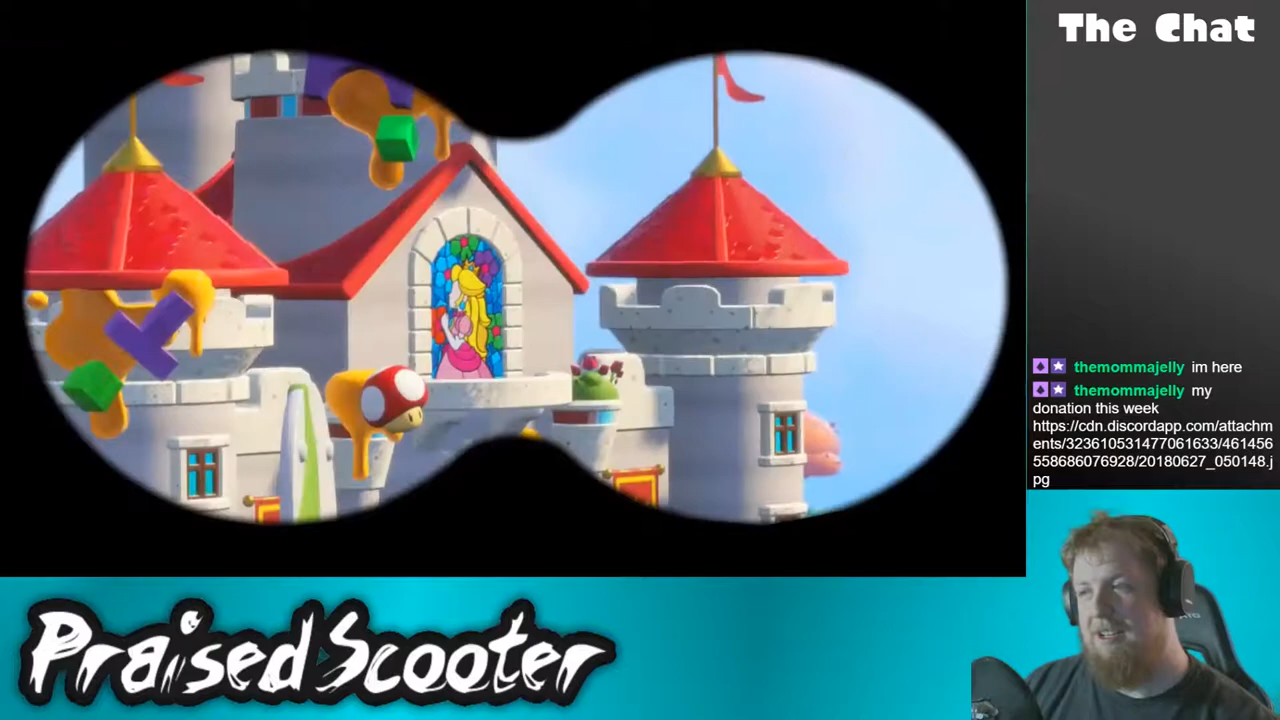 The Chat
themommajelly im here
themommajelly my
donation this week
https://cdn.discordapp.com/attachm
ents/323610531477061633/461456
558686076928/20180627_050148.j
pg
PraisedScooter